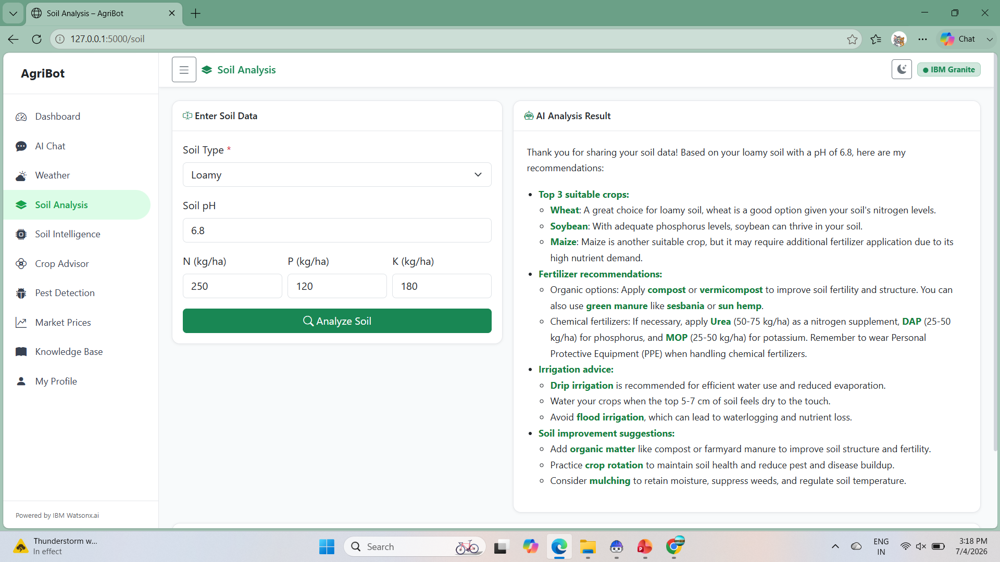 Soil Analysis – AgriBot
127.0.0.1:5000/soil
Chat
AgriBot
Soil Analysis
IBM Granite
Dashboard
AI Chat
Weather
Soil Analysis
Soil Intelligence
Crop Advisor
Pest Detection
Market Prices
Knowledge Base
My Profile
Powered by IBM Watsonx.ai
Enter Soil Data
Soil Type *
Loamy
Soil pH
6.8
N (kg/ha) P (kg/ha) K (kg/ha)
250 120 180
Analyze Soil
AI Analysis Result
Thank you for sharing your soil data! Based on your loamy soil with a pH of 6.8, here are my
recommendations:
• Top 3 suitable crops:
◦ Wheat: A great choice for loamy soil, wheat is a good option given your soil's nitrogen levels.
◦ Soybean: With adequate phosphorus levels, soybean can thrive in your soil.
◦ Maize: Maize is another suitable crop, but it may require additional fertilizer application due to its
high nutrient demand.
• Fertilizer recommendations:
◦ Organic options: Apply compost or vermicompost to improve soil fertility and structure. You can
also use green manure like sesbania or sun hemp.
◦ Chemical fertilizers: If necessary, apply Urea (50-75 kg/ha) as a nitrogen supplement, DAP (25-50
kg/ha) for phosphorus, and MOP (25-50 kg/ha) for potassium. Remember to wear Personal
Protective Equipment (PPE) when handling chemical fertilizers.
• Irrigation advice:
◦ Drip irrigation is recommended for efficient water use and reduced evaporation.
◦ Water your crops when the top 5-7 cm of soil feels dry to the touch.
◦ Avoid flood irrigation, which can lead to waterlogging and nutrient loss.
• Soil improvement suggestions:
◦ Add organic matter like compost or farmyard manure to improve soil structure and fertility.
◦ Practice crop rotation to maintain soil health and reduce pest and disease buildup.
◦ Consider mulching to retain moisture, suppress weeds, and regulate soil temperature.
Thunderstorm w...
In effect
Search
P
ENG
IN
3:18 PM
7/4/2026